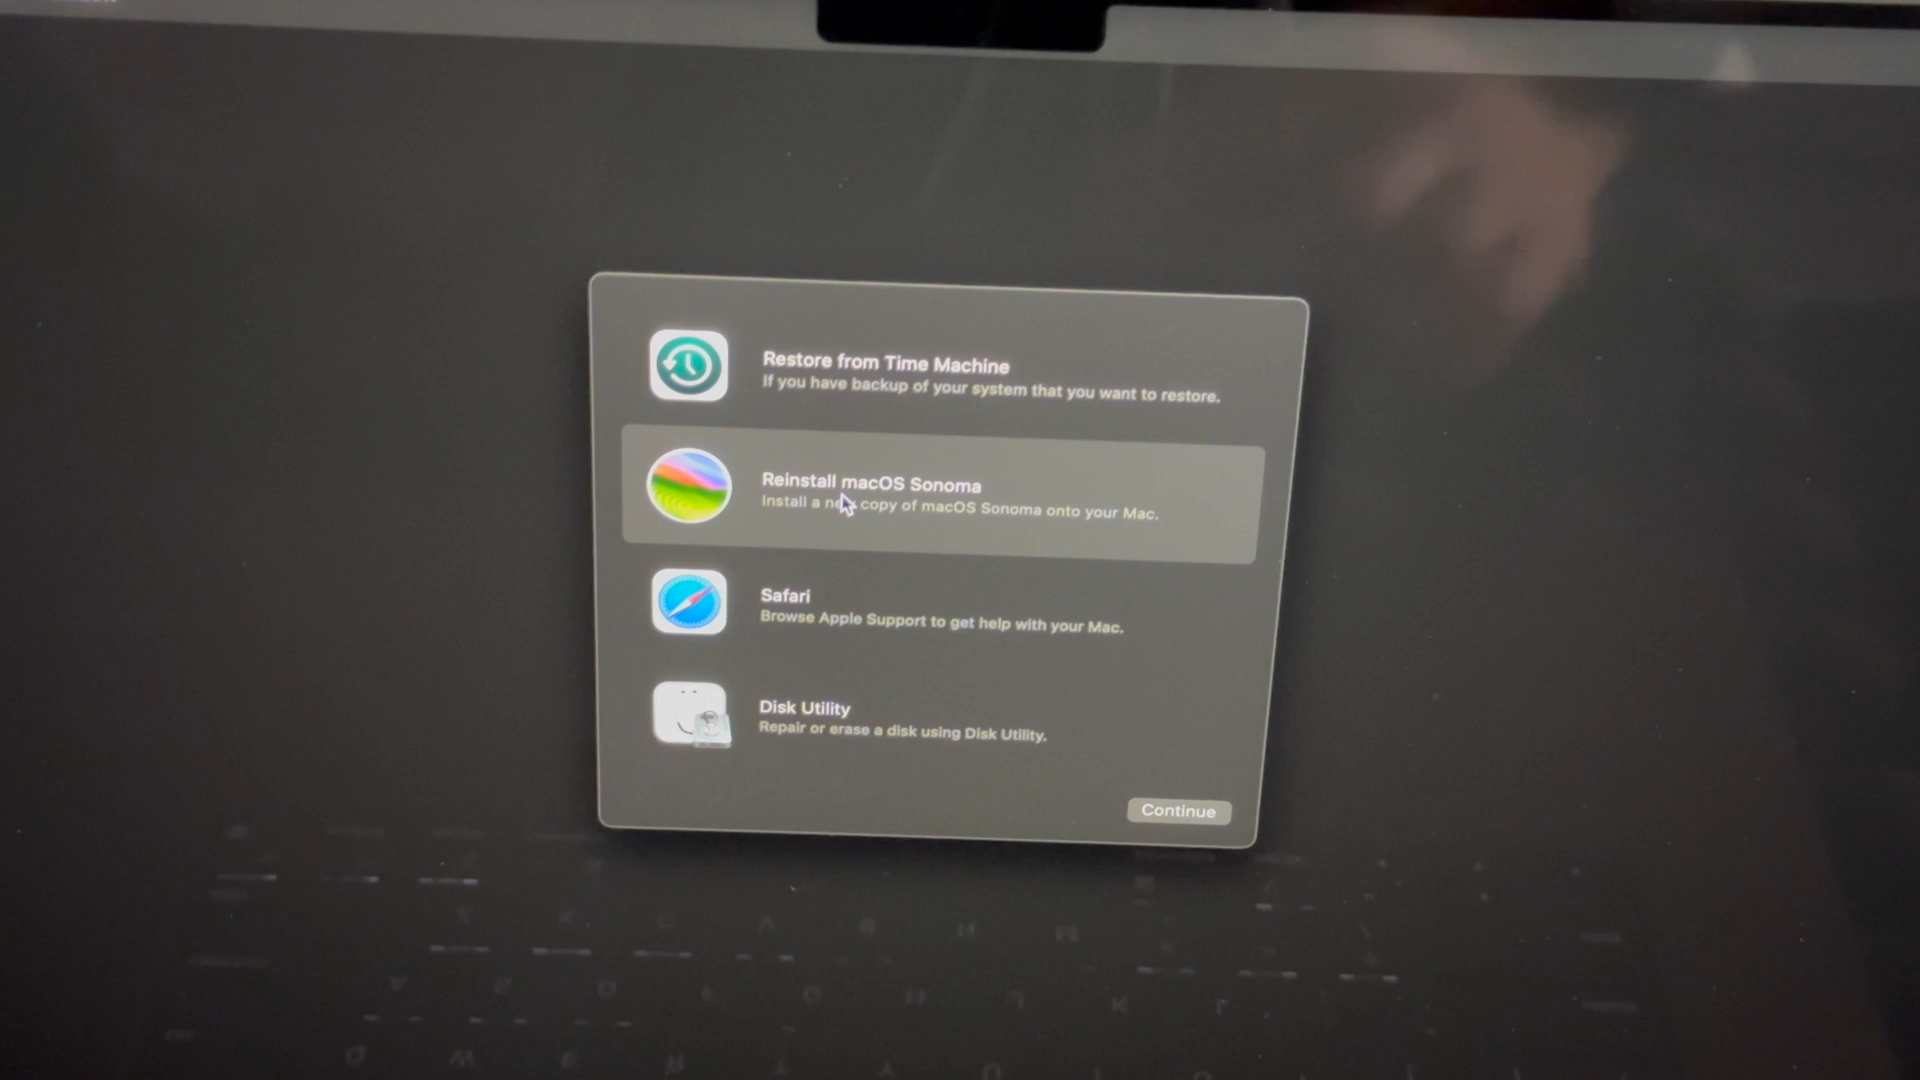 Restore from Time Machine
If you have backup of your system that you want to restore.
Reinstall macOS Sonoma
Install a new copy of macOS Sonoma onto your Mac.
Safari
Browse Apple Support to get help with your Mac.
Disk Utility
Repair or erase a disk using Disk Utility.
Continue